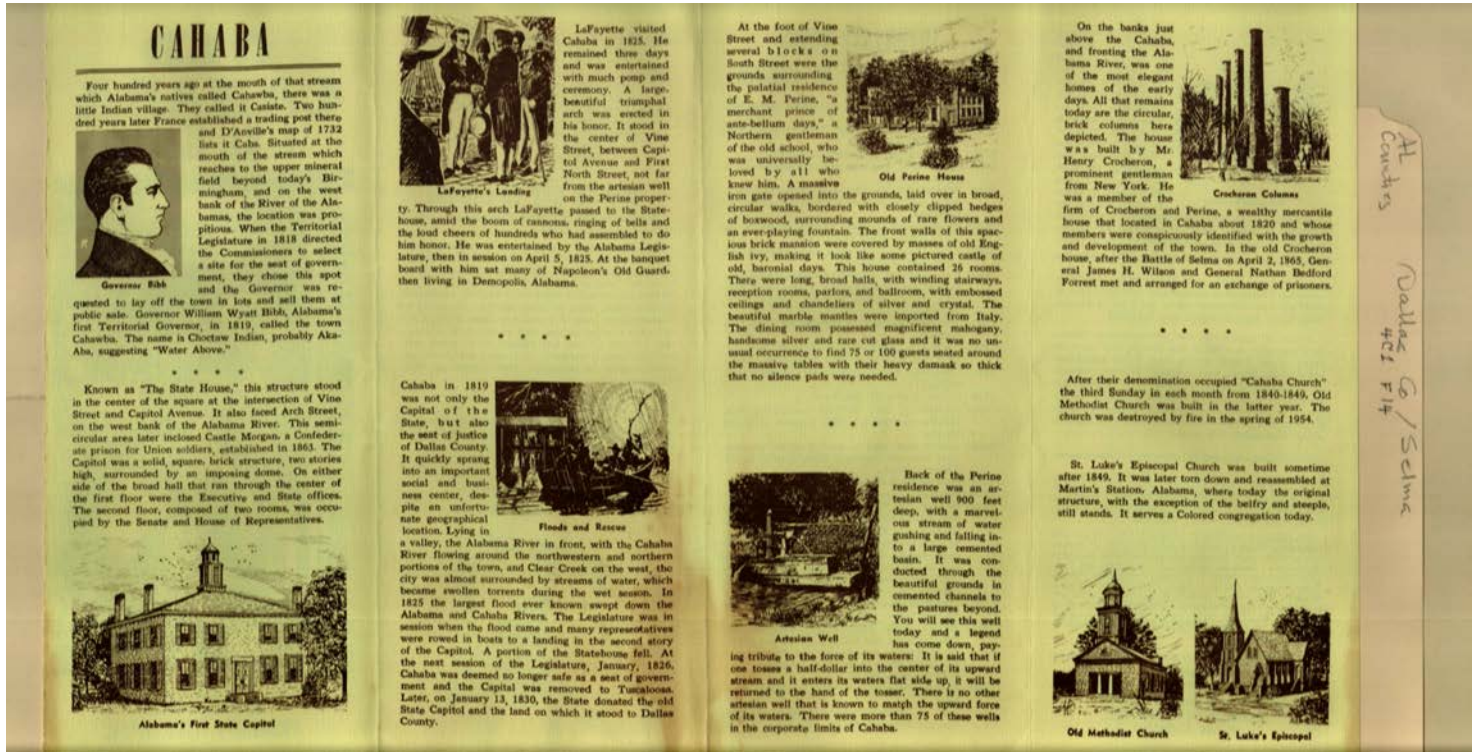 CAHABA
Four hundred years ago at the mouth of that stream
which Alabama's natives called Cahawba, there was a
little Indian village. They called it Casiste. Two hun-
dred years later France established a trading post there
and D'Anville's map of 1732
lists it Caba. Situated at the
mouth of the stream which
reaches to the upper mineral
field beyond today's Bir-
mingham, and on the west
bank of the River of the Ala-
bamas, the location was pro-
pitious. When the Territorial
Legislature in 1818 directed
the Commissioners to select
a site for the seat of govern-
ment, they chose this spot
and the Governor was re-
Governor Bibb
quested to lay off the town in lots and sell them at
public sale. Governor William Wyatt Bibb, Alabama's
first Territorial Governor, in 1819, called the town
Cahawba. The name is Choctaw Indian, probably Aka-
Aba, suggesting "Water Above."
* * * *
Known as "The State House," this structure stood
in the center of the square at the intersection of Vine
Street and Capitol Avenue. It also faced Arch Street,
on the west bank of the Alabama River. This semi-
circular area later inclosed Castle Morgan, a Confeder-
ate prison for Union soldiers, established in 1863. The
Capitol was a solid, square, brick structure, two stories
high, surrounded by an imposing dome. On either
side of the broad hall that ran through the center of
the first floor were the Executive and State offices.
The second floor, composed of two rooms, was occu-
pied by the Senate and House of Representatives.
Alabama's First State Capitol
LaFayette visited
Cahaba in 1825. He
remained three days
and was entertained
with much pomp and
ceremony. A large,
beautiful triumphal
arch was erected in
his honor. It stood in
the center of Vine
Street, between Capi-
tol Avenue and First
North Street, not far
from the artesian well
on the Perine proper-
LaFayette's Landing
ty. Through this arch LaFayette passed to the State-
house, amid the boom of cannons, ringing of bells and
the loud cheers of hundreds who had assembled to do
him honor. He was entertained by the Alabama Legis-
lature, then in session on April 5, 1825. At the banquet
board with him sat many of Napoleon's Old Guard,
then living in Demopolis, Alabama.
* * * *
Cahaba in 1819
was not only the
Capital of the
State, but also
the seat of justice
of Dallas County.
It quickly sprang
into an important
social and busi-
ness center, des-
pite an unfortu-
nate geographical
location. Lying in
Floods and Rescue
a valley, the Alabama River in front, with the Cahaba
River flowing around the northwestern and northern
portions of the town, and Clear Creek on the west, the
city was almost surrounded by streams of water, which
became swollen torrents during the wet season. In
1825 the largest flood ever known swept down the
Alabama and Cahaba Rivers. The Legislature was in
session when the flood came and many representatives
were rowed in boats to a landing in the second story
of the Capitol. A portion of the Statehouse fell. At
the next session of the Legislature, January, 1826,
Cahaba was deemed no longer safe as a seat of govern-
ment and the Capital was removed to Tuscaloosa.
Later, on January 13, 1830, the State donated the old
State Capitol and the land on which it stood to Dallas
County.
At the foot of Vine
Street and extending
several blocks on
South Street were the
grounds surrounding
the palatial residence
of E. M. Perine, "a
merchant prince of
ante-bellum days," a
Northern gentleman
of the old school, who
was universally be-
loved by all who
knew him. A massive
Old Perine House
iron gate opened into the grounds, laid over in broad,
circular walks, bordered with closely clipped hedges
of boxwood, surrounding mounds of rare flowers and
an ever-playing fountain. The front walls of this spac-
ious brick mansion were covered by masses of old Eng-
lish ivy, making it look like some pictured castle of
old, baronial days. This house contained 26 rooms.
There were long, broad halls, with winding stairways,
reception rooms, parlors, and ballroom, with embossed
ceilings and chandeliers of silver and crystal. The
beautiful marble mantles were imported from Italy.
The dining room possessed magnificent mahogany,
handsome silver and rare cut glass and it was no un-
usual occurrence to find 75 or 100 guests seated around
the massive tables with their heavy damask so thick
that no silence pads were needed.
* * * *
Back of the Perine
residence was an ar-
tesian well 900 feet
deep, with a marvel-
ous stream of water
gushing and falling in-
to a large cemented
basin. It was con-
ducted through the
beautiful grounds in
cemented channels to
the pastures beyond.
You will see this well
today and a legend
has come down, pay-
Artesian Well
ing tribute to the force of its waters: It is said that if
one tosses a half-dollar into the center of its upward
stream and it enters its waters flat side up, it will be
returned to the hand of the tosser. There is no other
artesian well that is known to match the upward force
of its waters. There were more than 75 of these wells
in the corporate limits of Cahaba.
On the banks just
above the Cahaba,
and fronting the Ala-
bama River, was one
of the most elegant
homes of the early
days. All that remains
today are the circular,
brick columns here
depicted. The house
was built by Mr.
Henry Crocheron, a
prominent gentleman
from New York. He
was a member of the
Crocheron Columns
firm of Crocheron and Perine, a wealthy mercantile
house that located in Cahaba about 1820 and whose
members were conspicuously identified with the growth
and development of the town. In the old Crocheron
house, after the Battle of Selma on April 2, 1865, Gen-
eral James H. Wilson and General Nathan Bedford
Forrest met and arranged for an exchange of prisoners.
* * * *
After their denomination occupied "Cahaba Church"
the third Sunday in each month from 1840-1849, Old
Methodist Church was built in the latter year. The
church was destroyed by fire in the spring of 1954.
St. Luke's Episcopal Church was built sometime
after 1849. It was later torn down and reassembled at
Martin's Station, Alabama, where today the original
structure, with the exception of the belfry and steeple,
still stands. It serves a Colored congregation today.
Old Methodist Church
St. Luke's Episcopal
AL
Counties
Dallas Co / Selma
4C1 F14